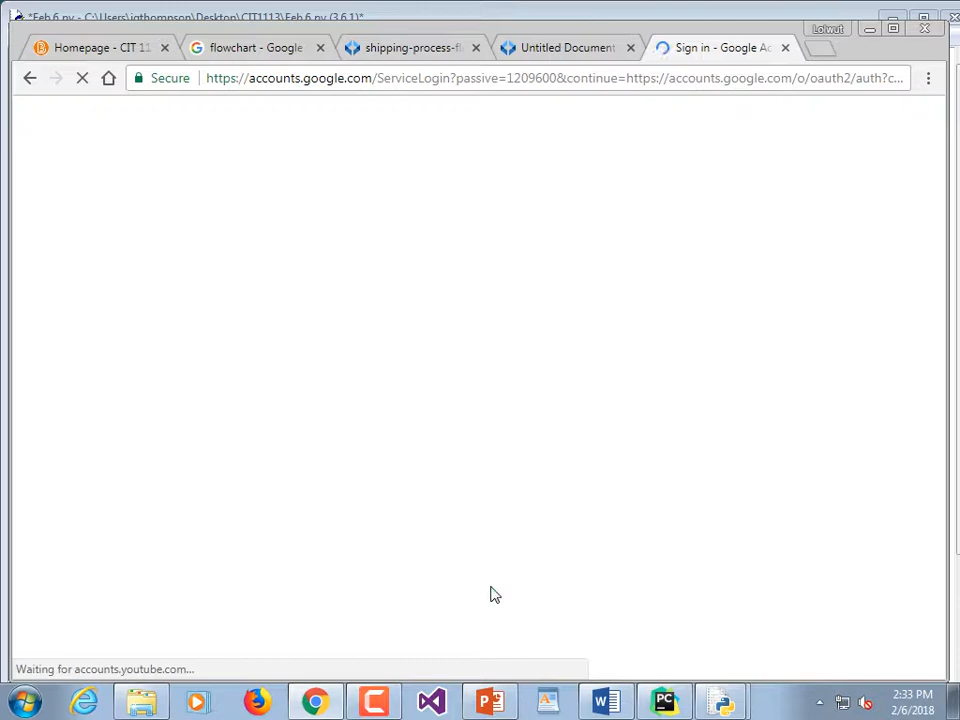 *Feb 6.py - C:\Users\jgthompson\Desktop\CIT1113\Feb 6.py (3.6.1)*
Lolwut
Homepage - CIT 11
flowchart - Google
shipping-process-fl
Untitled Document
Sign in - Google Ac
Secure
https://accounts.google.com/ServiceLogin?passive=1209600&continue=https://accounts.google.com/o/oauth2/auth?c...
Waiting for accounts.youtube.com...
2:33 PM
2/6/2018